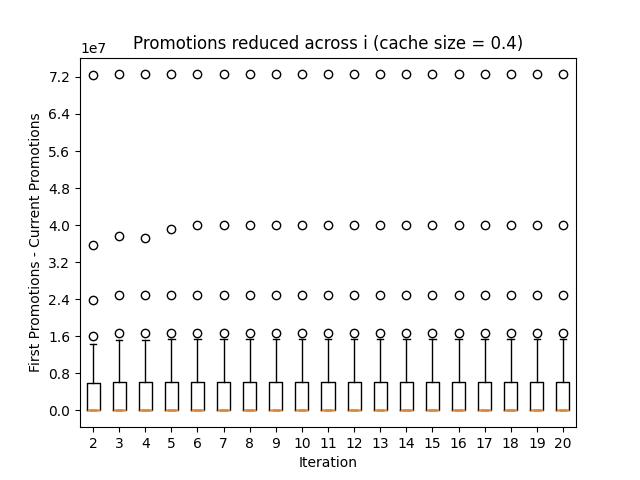 Promotions reduced across i (cache size = 0.4)
1e7
7.2
6.4
5.6
4.8
4.0
3.2
2.4
1.6
0.8
0.0
First Promotions - Current Promotions
2 3 4 5 6 7 8 9 10 11 12 13 14 15 16 17 18 19 20
Iteration